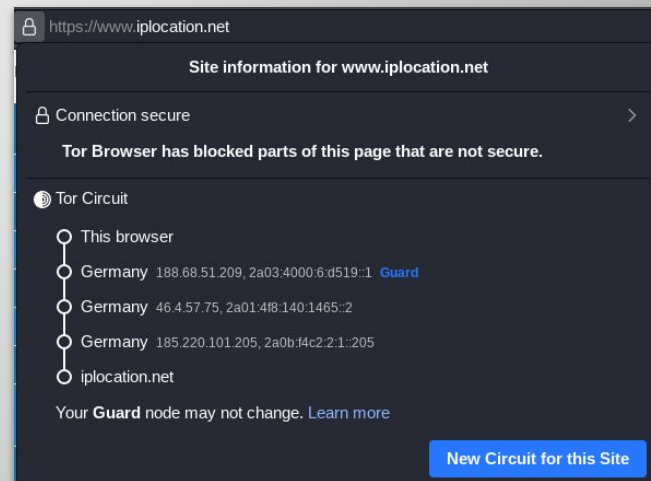 https://www.iplocation.net
Site information for www.iplocation.net
Connection secure
Tor Browser has blocked parts of this page that are not secure.
Tor Circuit
This browser
Germany 188.68.51.209, 2a03:4000:6:d519::1 Guard
Germany 46.4.57.75, 2a01:4f8:140:1465::2
Germany 185.220.101.205, 2a0b:f4c2:2:1::205
iplocation.net
Your Guard node may not change. Learn more
New Circuit for this Site